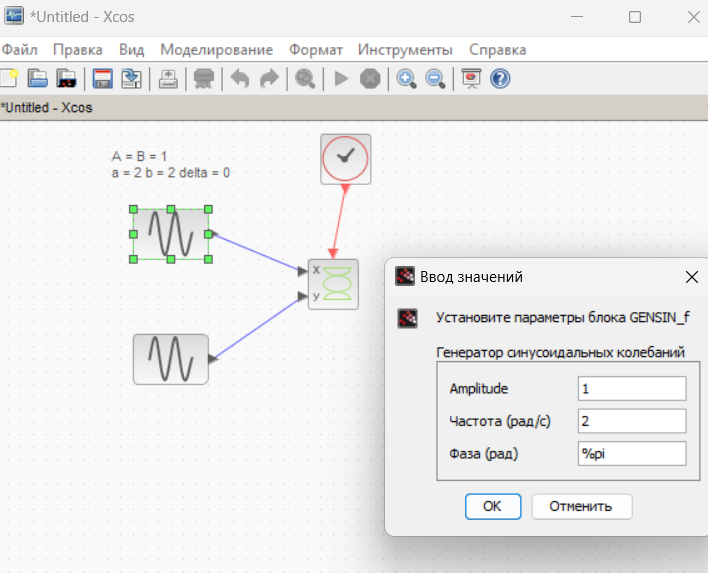 *Untitled - Xcos
Файл Правка Вид Моделирование Формат Инструменты Справка
*Untitled - Xcos
A = B = 1
a = 2 b = 2 delta = 0
x
y
Ввод значений
Установите параметры блока GENSIN_f
Генератор синусоидальных колебаний
Amplitude 1
Частота (рад/с) 2
Фаза (рад) %pi
OK Отменить